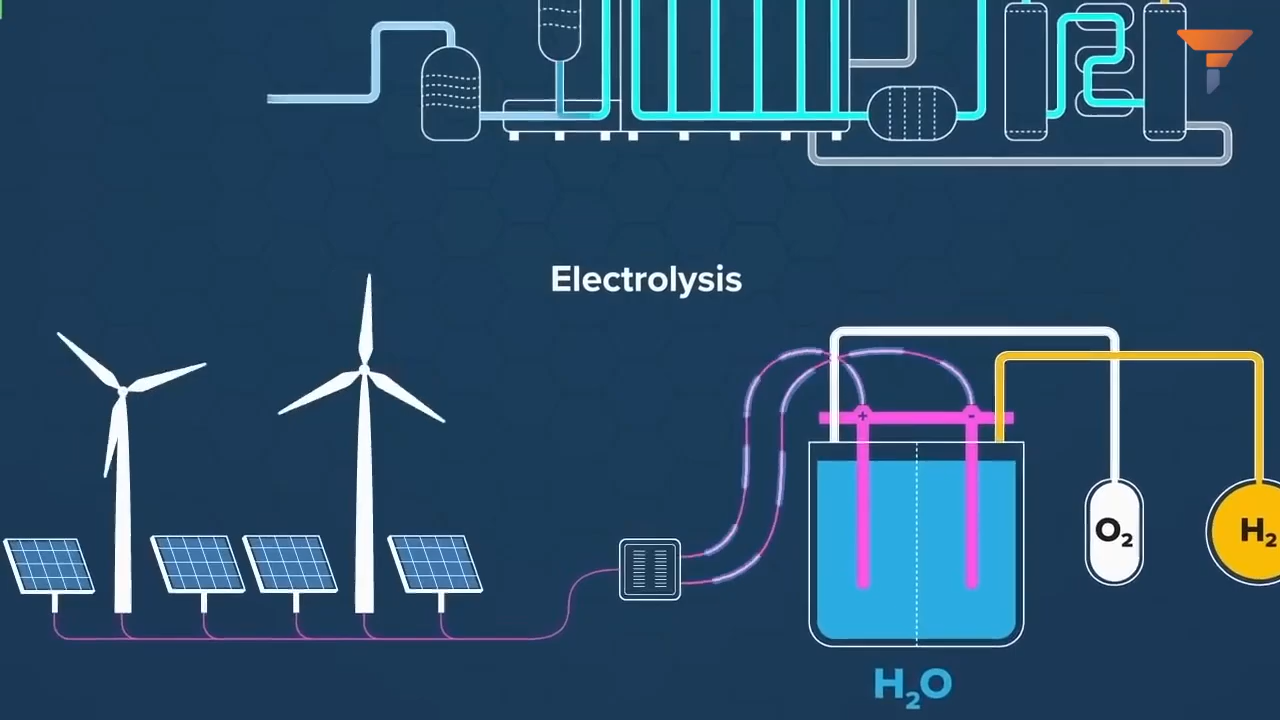 Electrolysis
+ -
O₂
H₂
H₂O